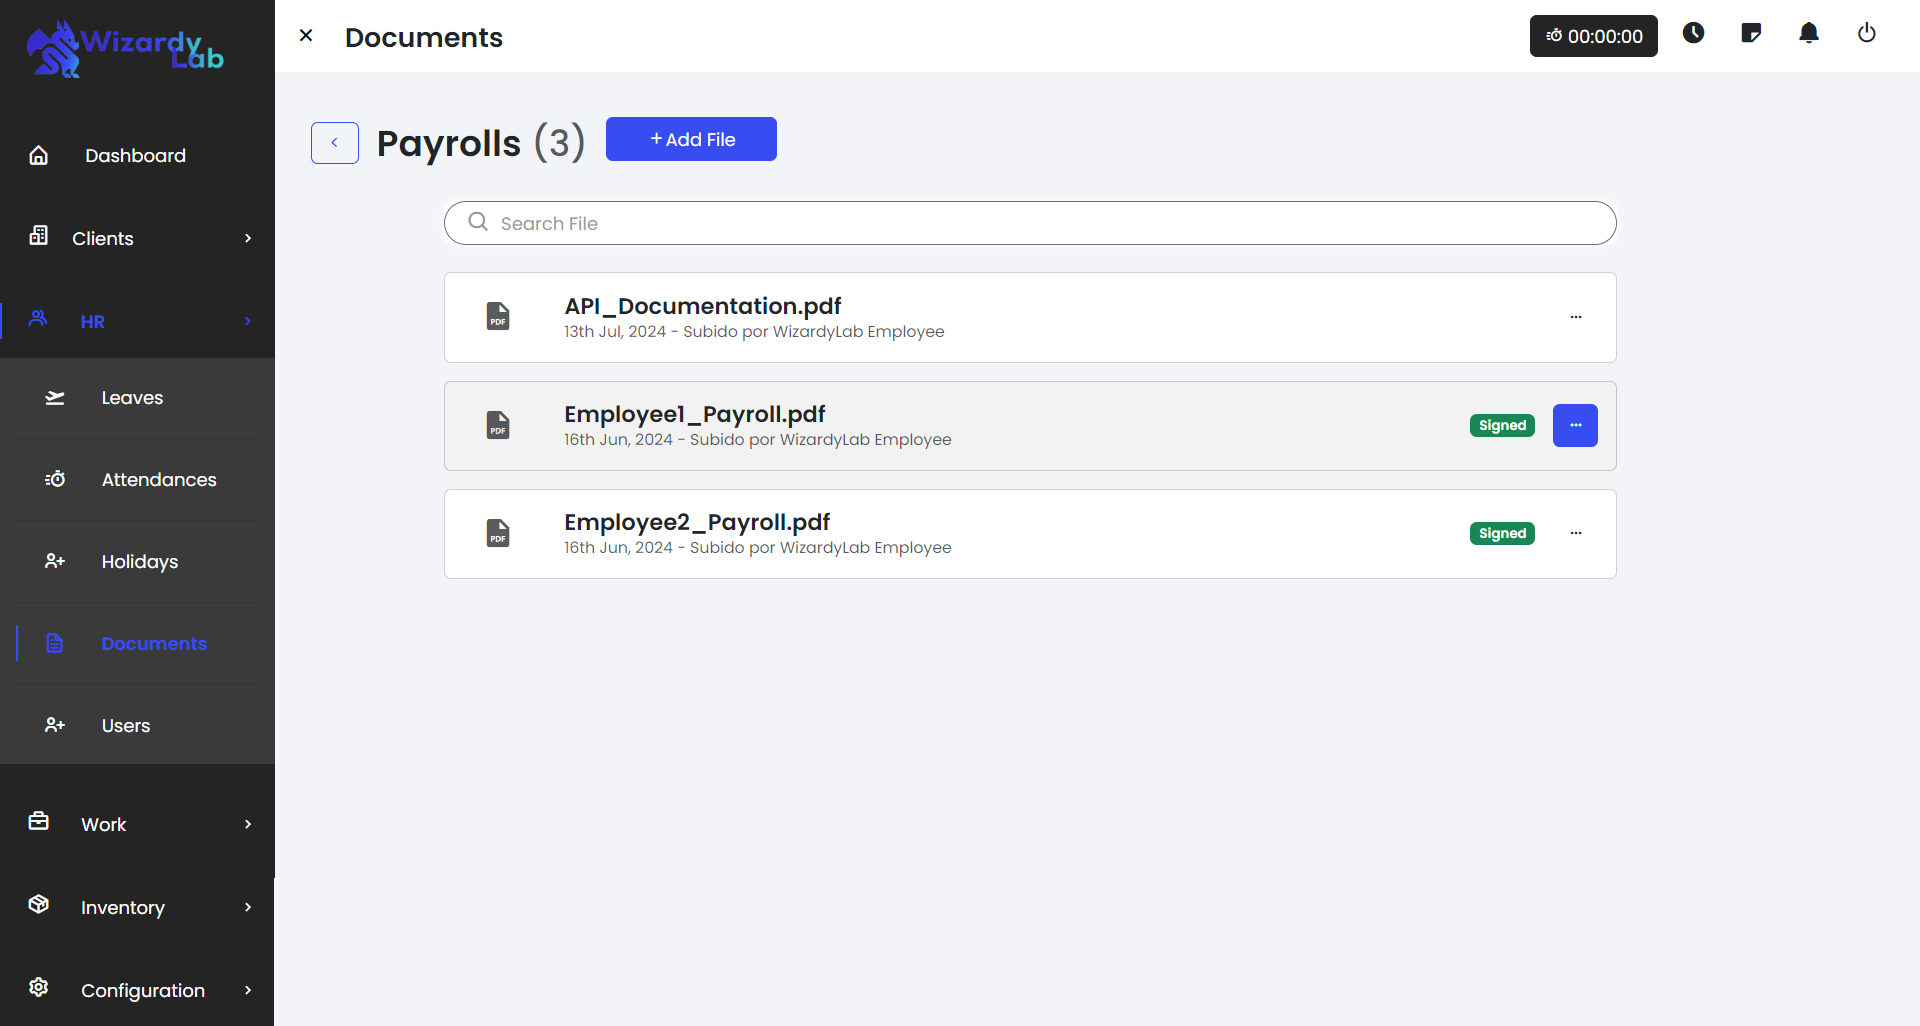 Wizardy
Lab
Documents
00:00:00
Dashboard
Clients
HR
Leaves
Attendances
Holidays
Documents
Users
Work
Inventory
Configuration
Payrolls (3)
+ Add File
Search File
PDF
API_Documentation.pdf
13th Jul, 2024 - Subido por WizardyLab Employee
PDF
Employee1_Payroll.pdf
16th Jun, 2024 - Subido por WizardyLab Employee
Signed
PDF
Employee2_Payroll.pdf
16th Jun, 2024 - Subido por WizardyLab Employee
Signed